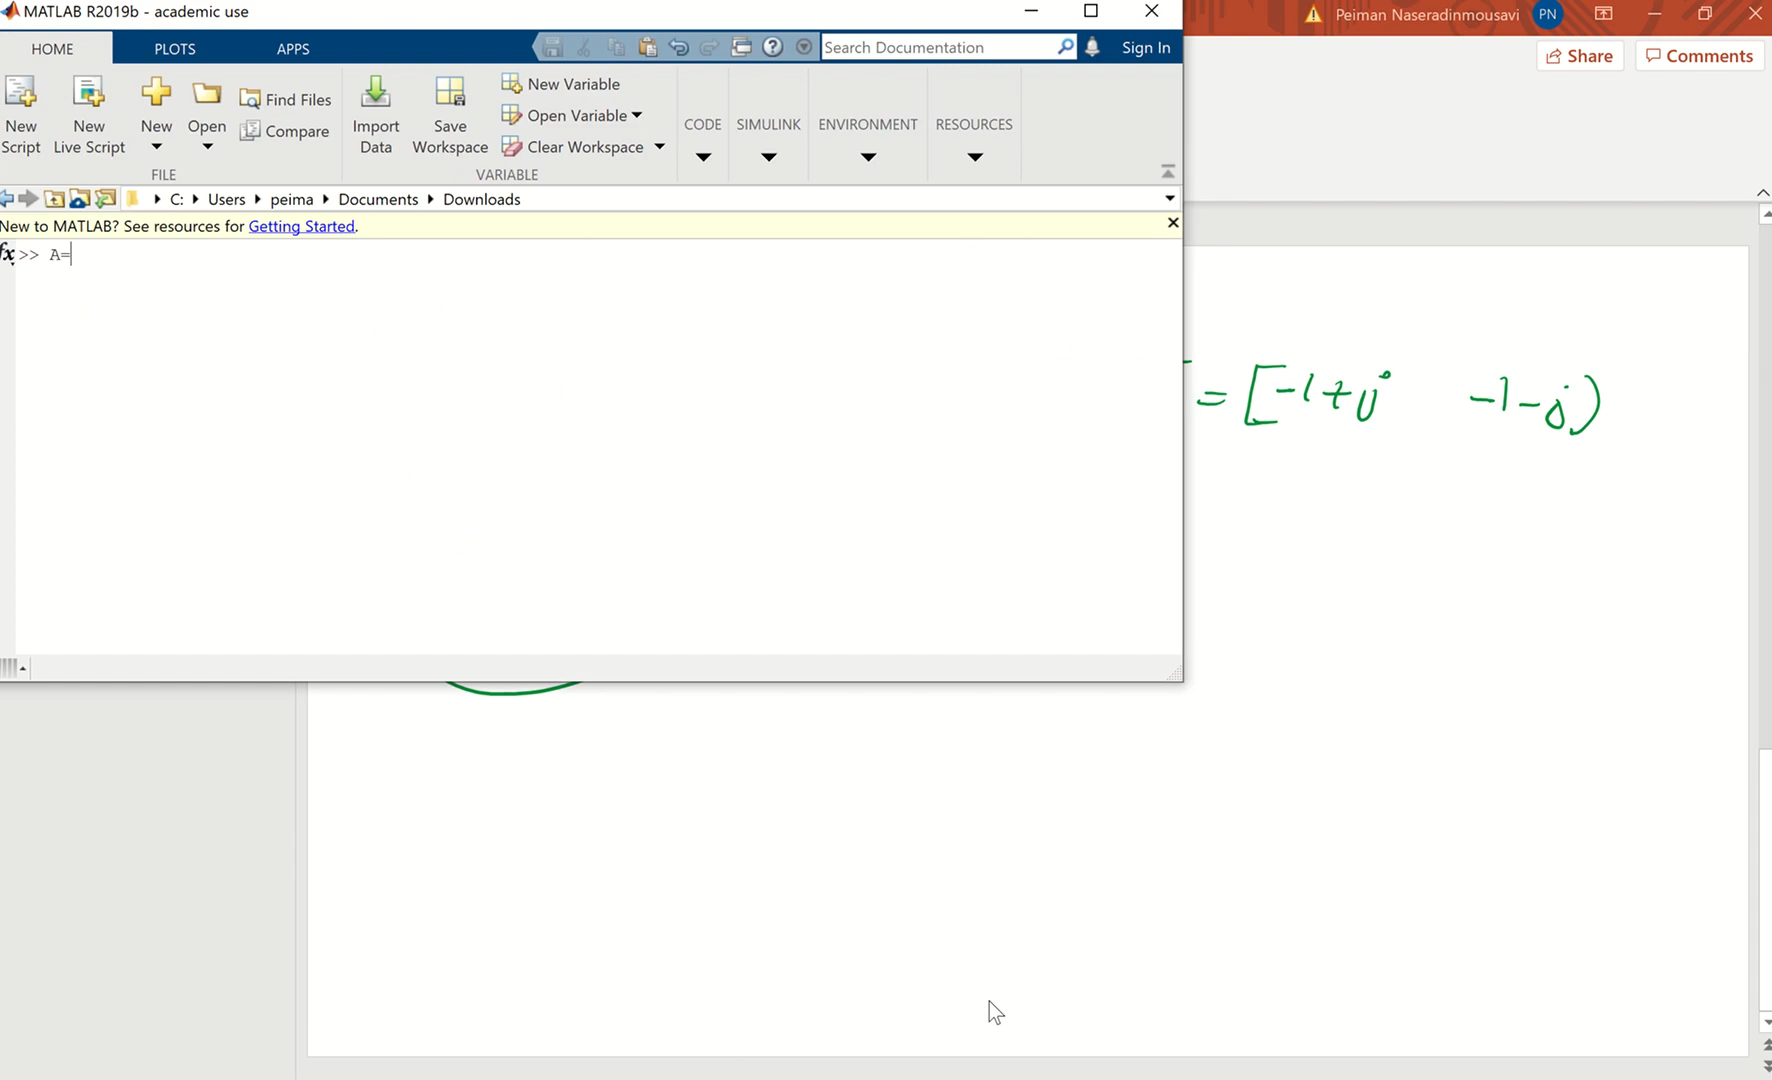 MATLAB R2019b - academic use
Peiman Naseradinmousavi PN
HOME PLOTS APPS
Search Documentation
Sign In
Share Comments
New Script
New Live Script
New
Open
Find Files
Compare
FILE
Import Data
Save Workspace
New Variable
Open Variable
Clear Workspace
VARIABLE
CODE SIMULINK ENVIRONMENT RESOURCES
C: Users peima Documents Downloads
New to MATLAB? See resources for Getting Started.
fx >> A=
= [-1+j -1-j)